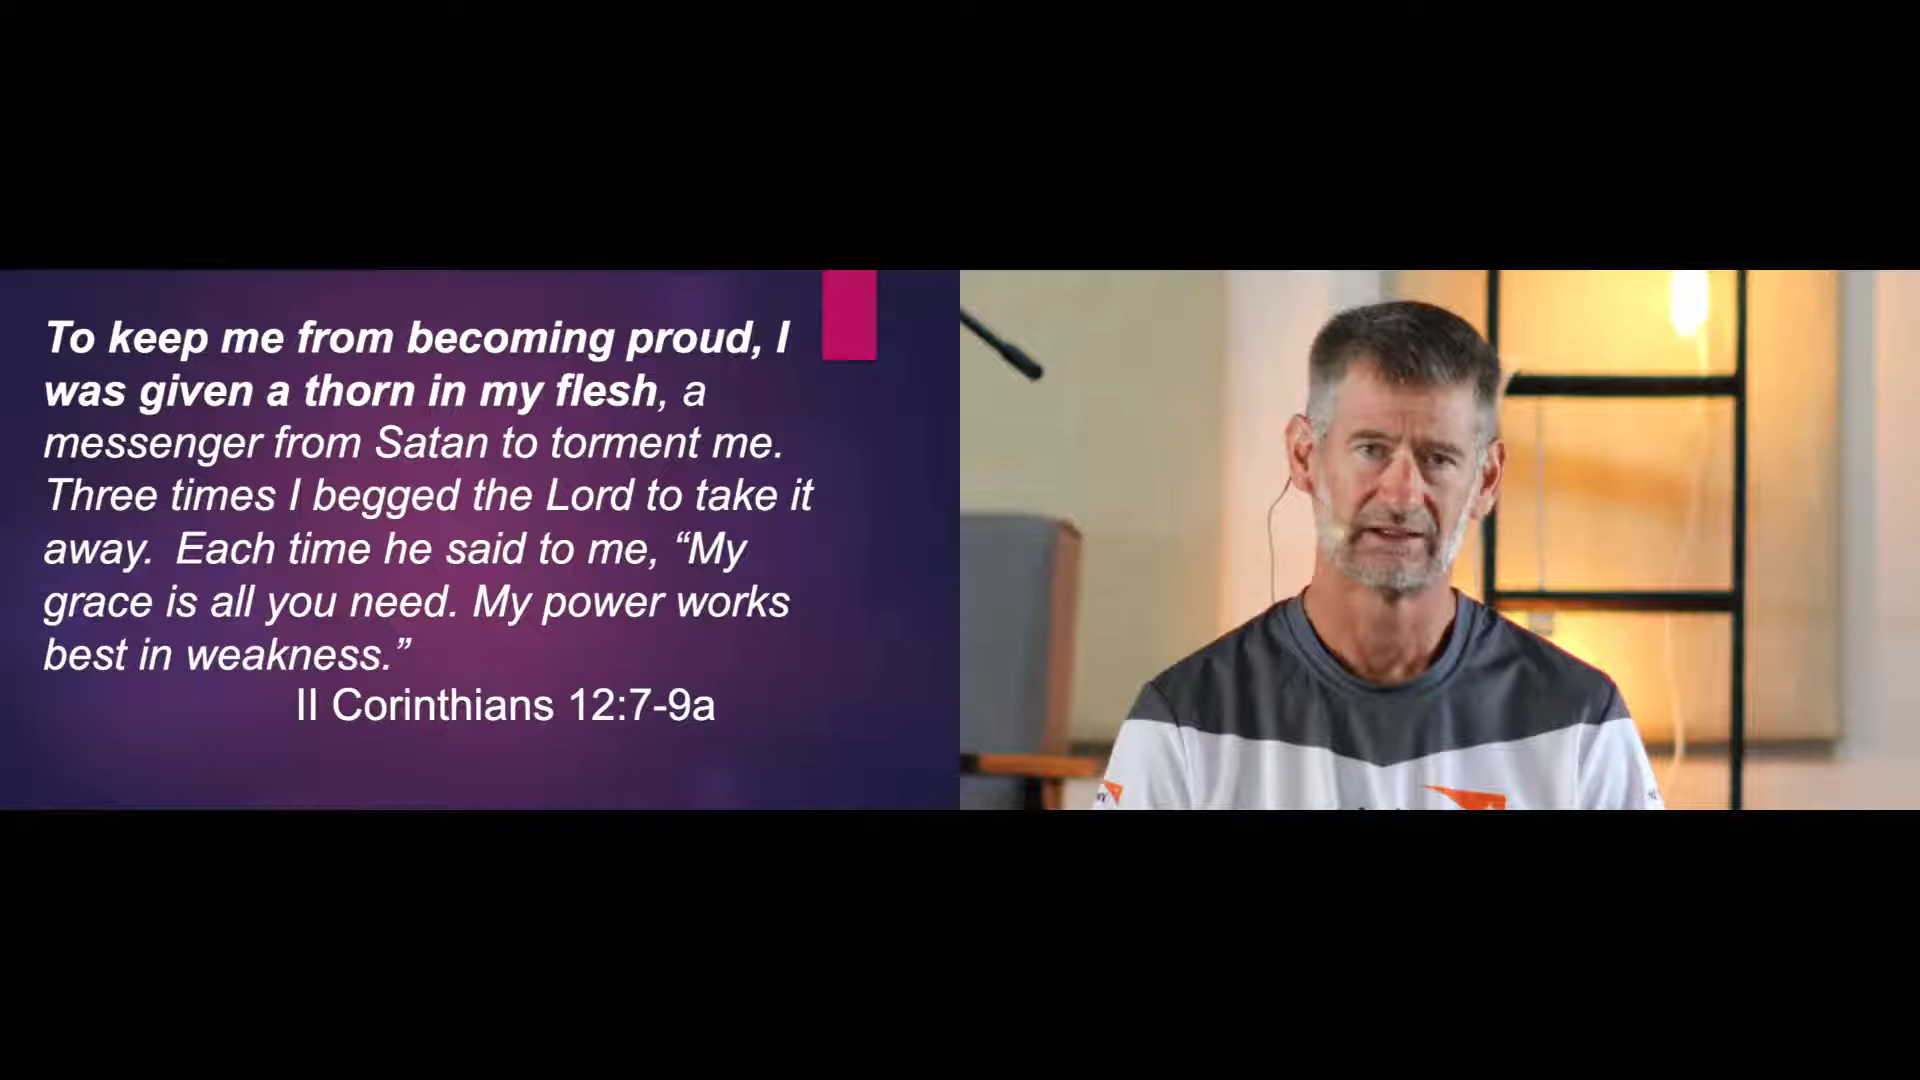 To keep me from becoming proud, I
was given a thorn in my flesh, a
messenger from Satan to torment me.
Three times I begged the Lord to take it
away.  Each time he said to me, “My
grace is all you need. My power works
best in weakness.”
II Corinthians 12:7-9a